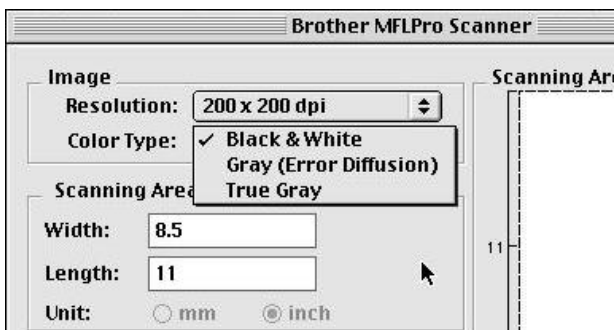 Brother MFLPro Scanner
Image
Resolution: 200 x 200 dpi
Color Type: ✓ Black & White
Gray (Error Diffusion)
True Gray
Scanning Area
Width: 8.5
Length: 11
Unit: mm inch
Scanning Are
11